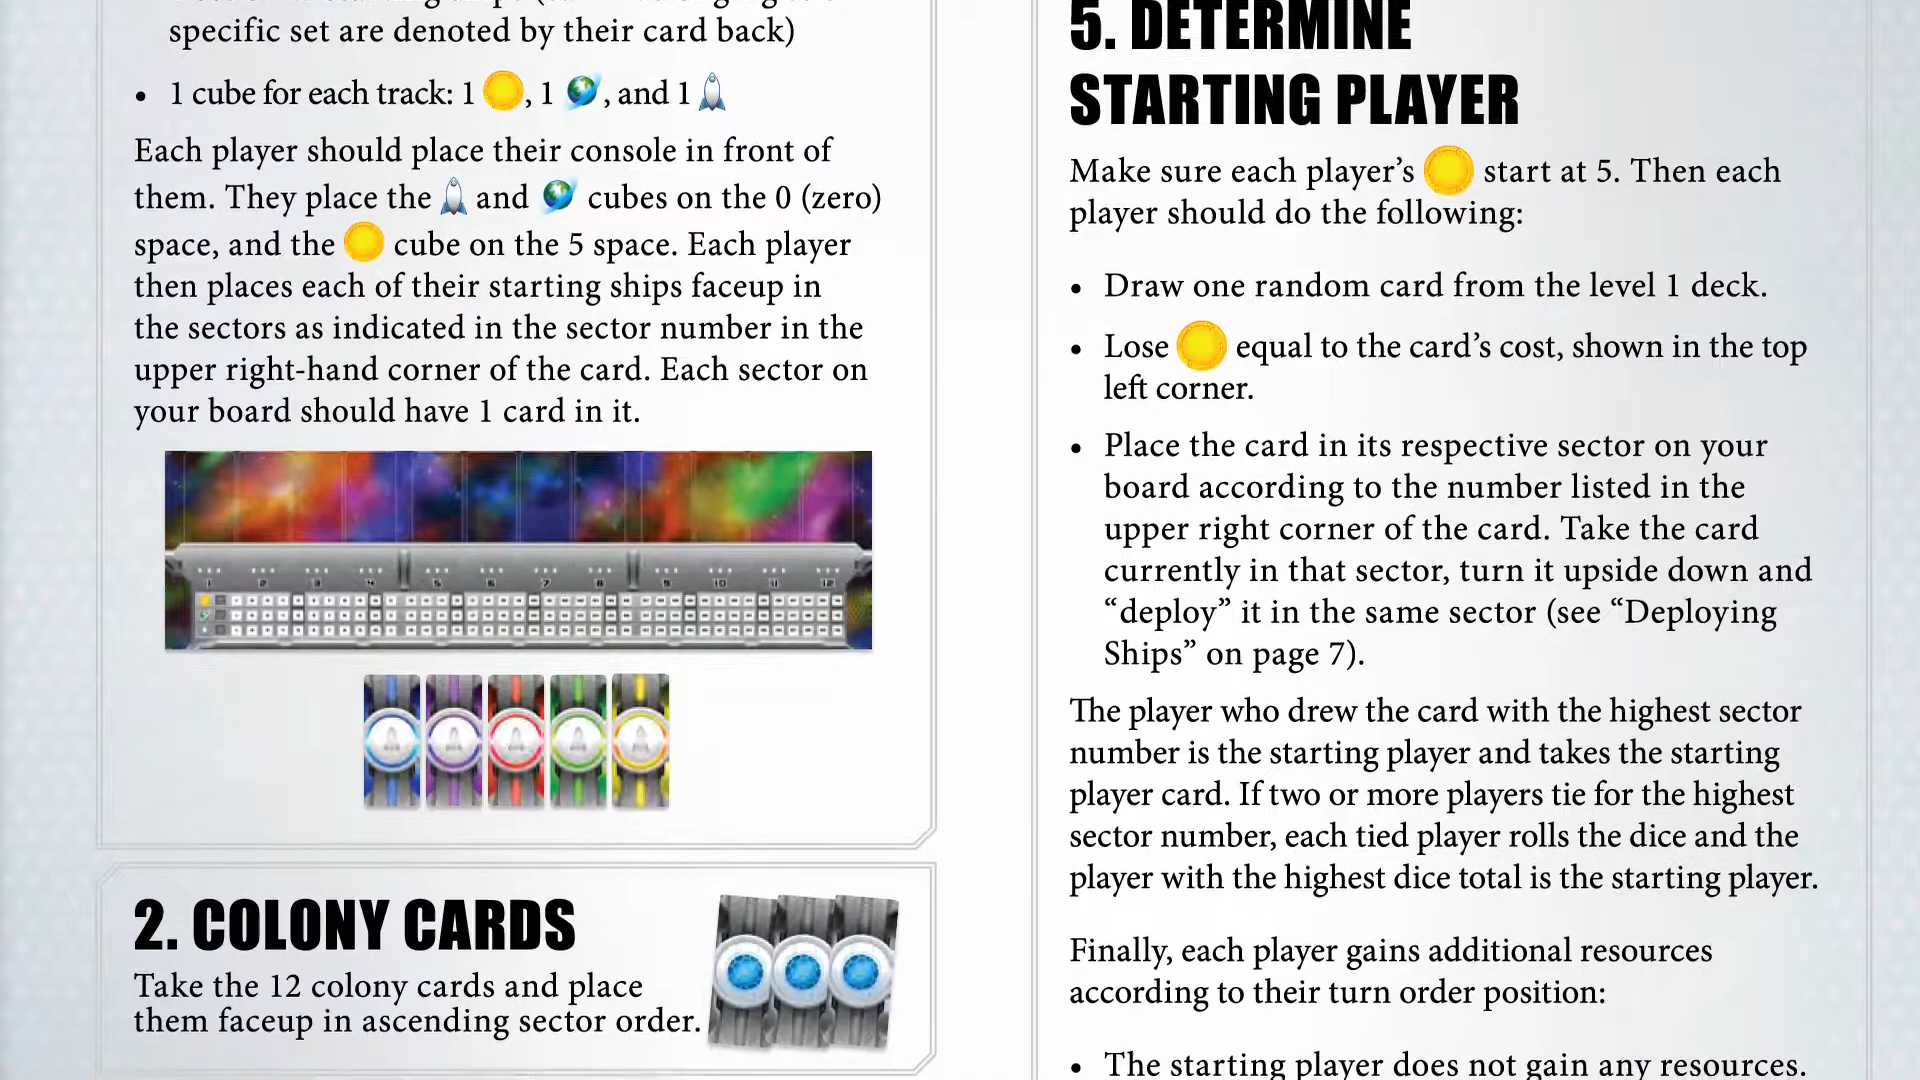 specific set are denoted by their card back)
• 1 cube for each track: 1 , 1 , and 1
Each player should place their console in front of
them. They place the and cubes on the 0 (zero)
space, and the cube on the 5 space. Each player
then places each of their starting ships faceup in
the sectors as indicated in the sector number in the
upper right-hand corner of the card. Each sector on
your board should have 1 card in it.
1 2 3 4 5 6 7 8 9 10 11 12
2. COLONY CARDS
Take the 12 colony cards and place
them faceup in ascending sector order.
5. DETERMINE
STARTING PLAYER
Make sure each player’s start at 5. Then each
player should do the following:
• Draw one random card from the level 1 deck.
• Lose equal to the card’s cost, shown in the top
left corner.
• Place the card in its respective sector on your
board according to the number listed in the
upper right corner of the card. Take the card
currently in that sector, turn it upside down and
“deploy” it in the same sector (see “Deploying
Ships” on page 7).
The player who drew the card with the highest sector
number is the starting player and takes the starting
player card. If two or more players tie for the highest
sector number, each tied player rolls the dice and the
player with the highest dice total is the starting player.
Finally, each player gains additional resources
according to their turn order position:
• The starting player does not gain any resources.